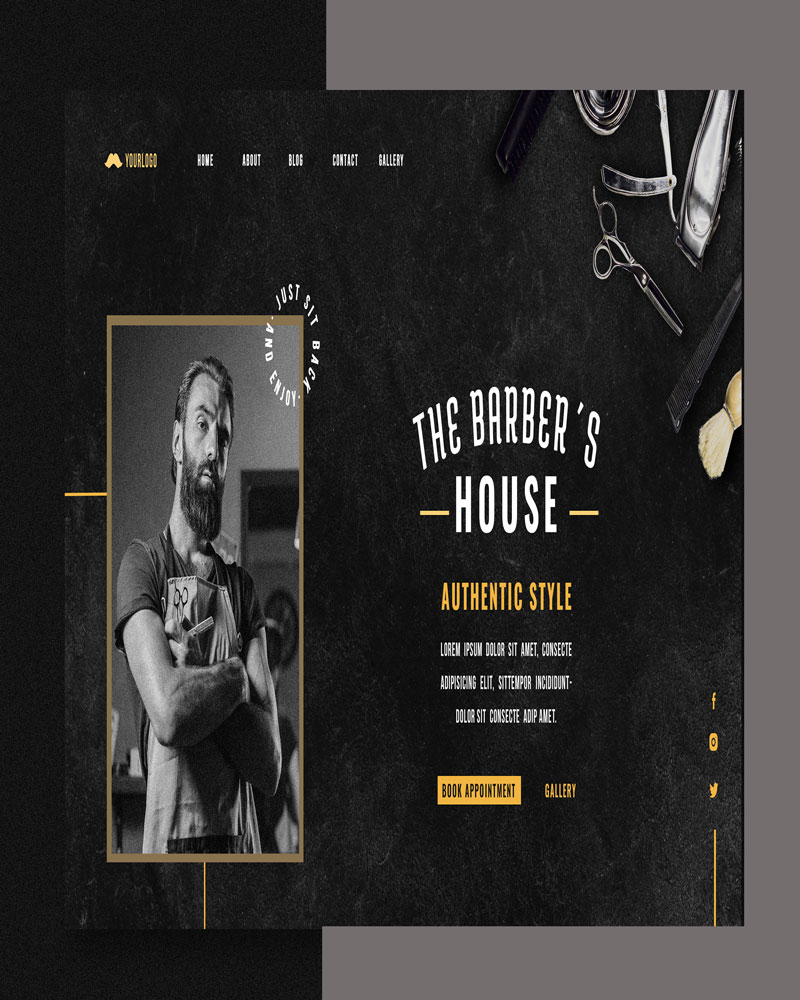 YOURLOGO
HOME ABOUT BLOG CONTACT GALLERY
JUST SIT BACK
· AND ENJOY ·
THE BARBER´S
HOUSE
AUTHENTIC STYLE
LOREM IPSUM DOLOR SIT AMET, CONSECTE
ADIPISICING ELIT, SITTEMPOR INCIDIDUNT-
DOLOR SIT CONSECTE ADIP AMET.
BOOK APPOINTMENT GALLERY